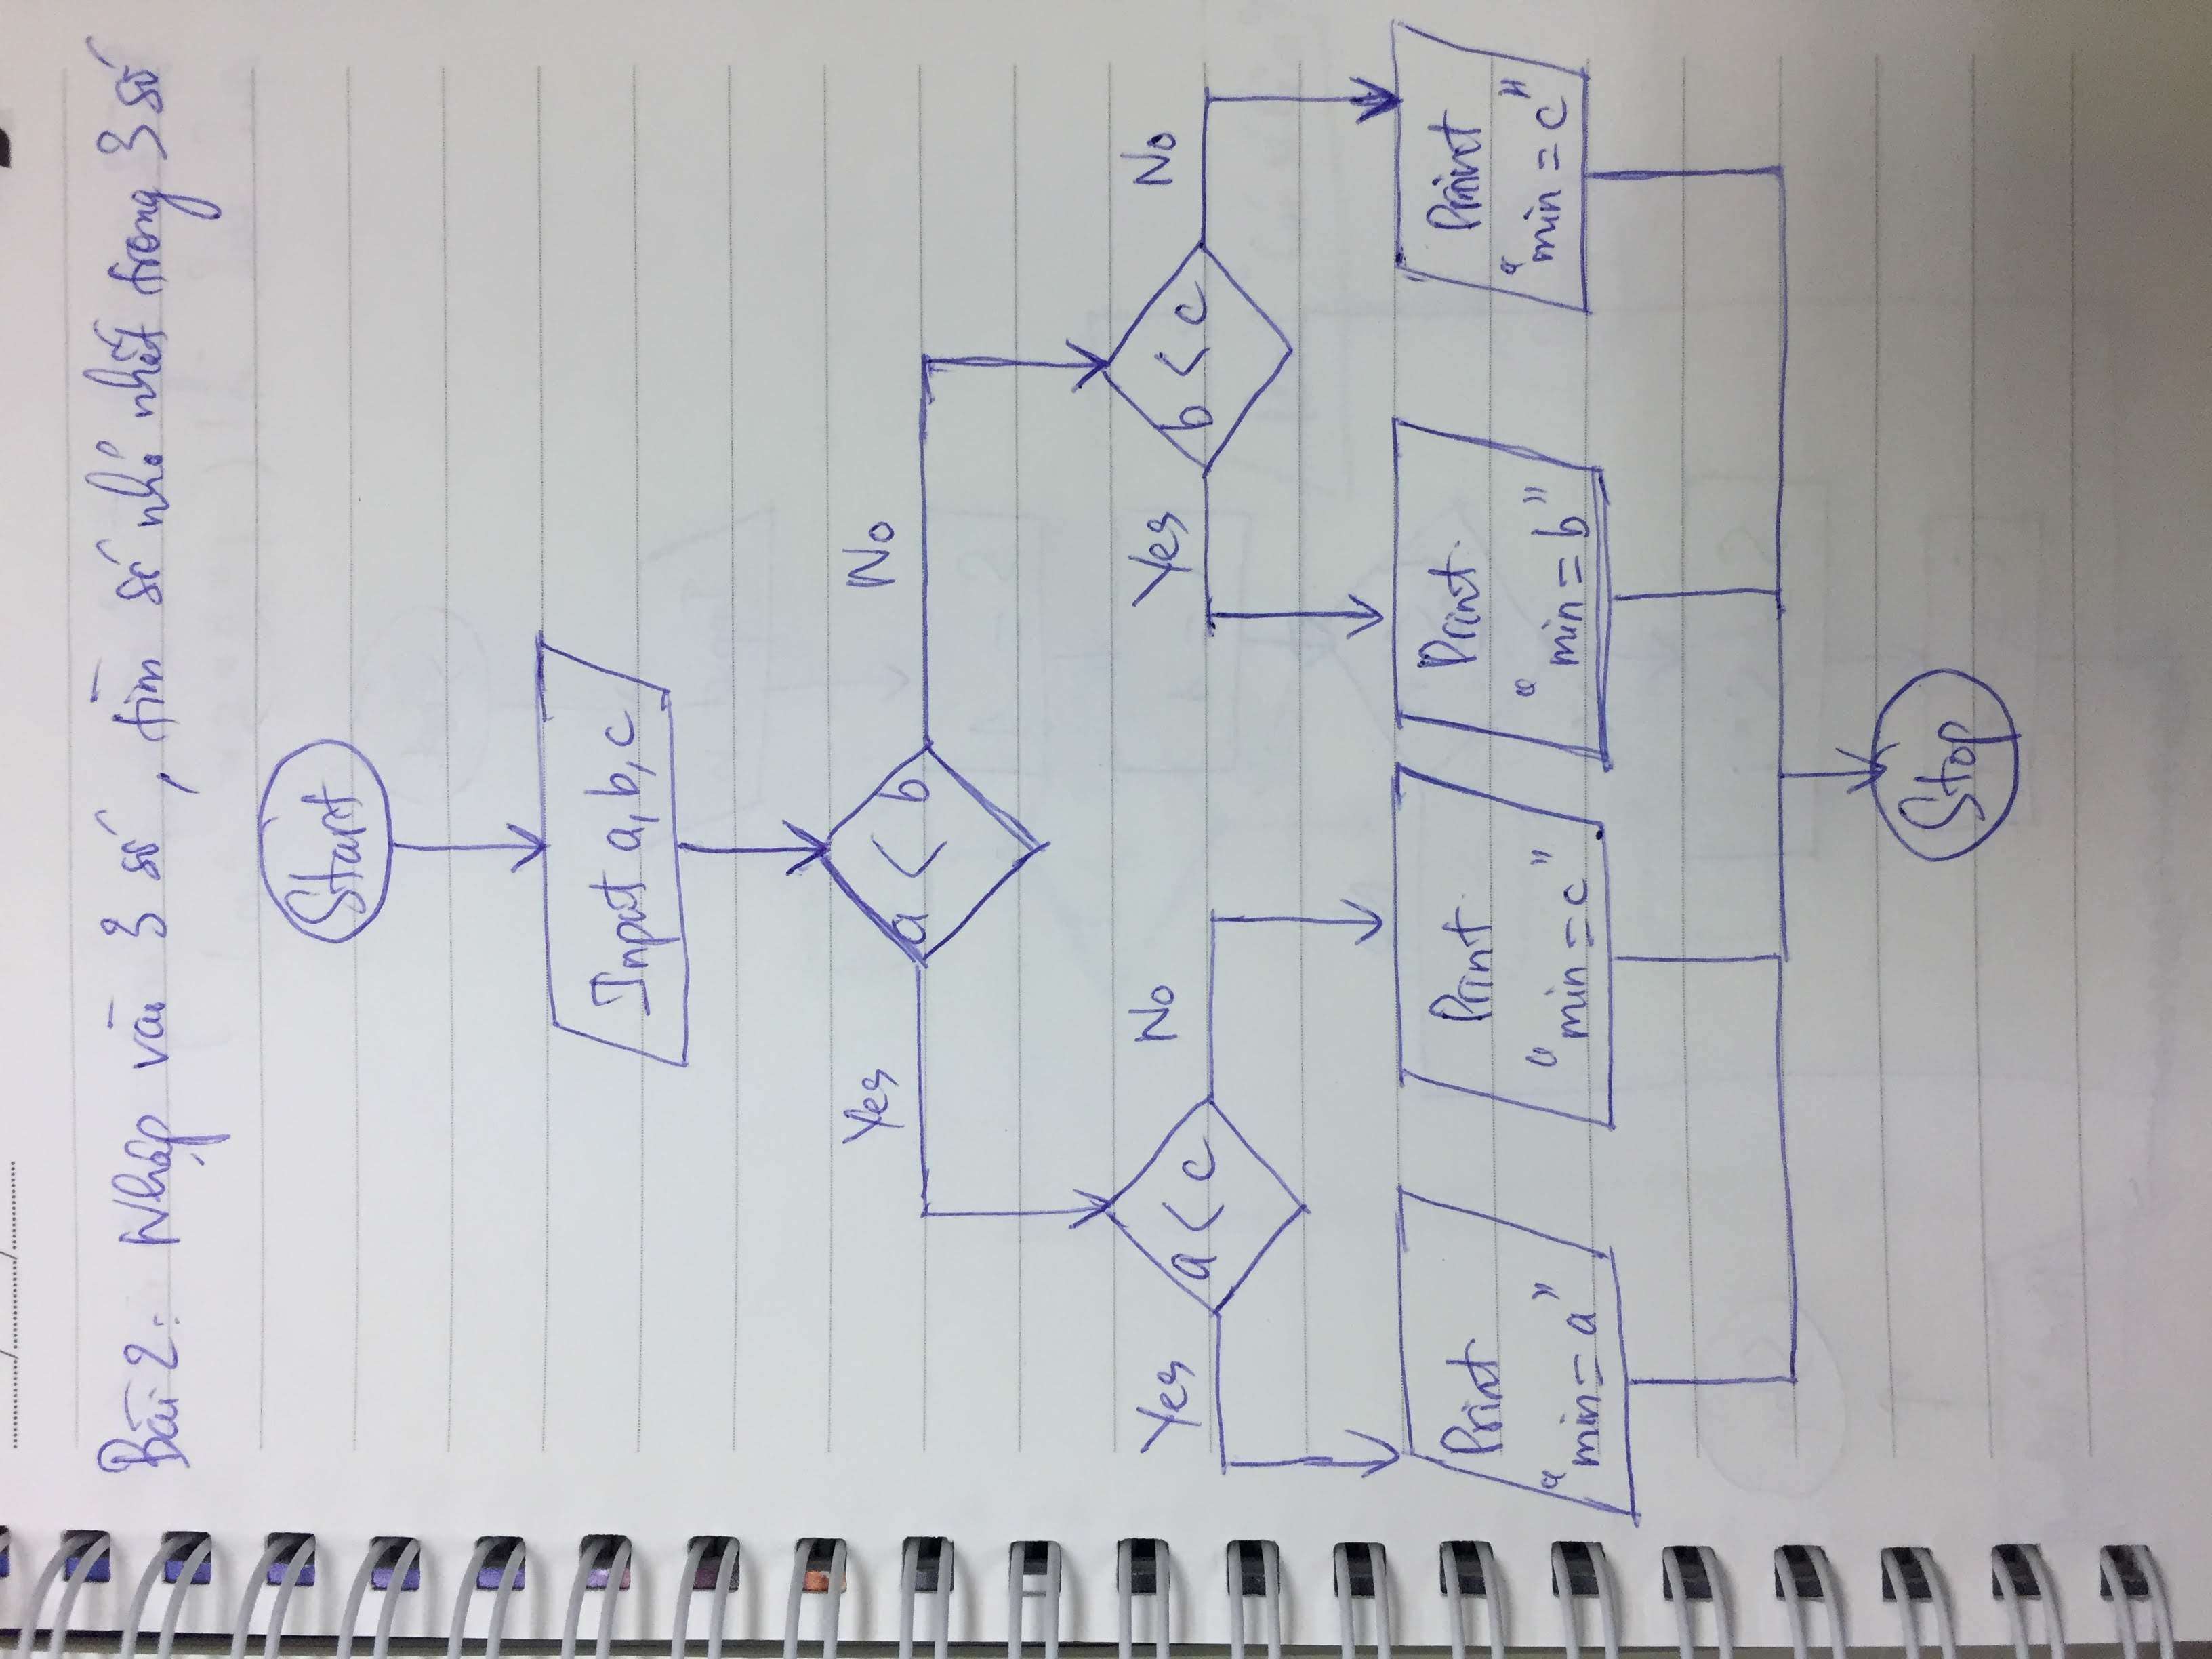 Bài 2: Nhập vào 3 số, tìm số nhỏ nhất trong 3 số
Start
Input a, b, c
Yes
a < b
No
Yes
a < c
No
Yes
b < c
No
Print
"min = a"
Print
"min = c"
Print
"min = b"
Print
"min = c"
Stop